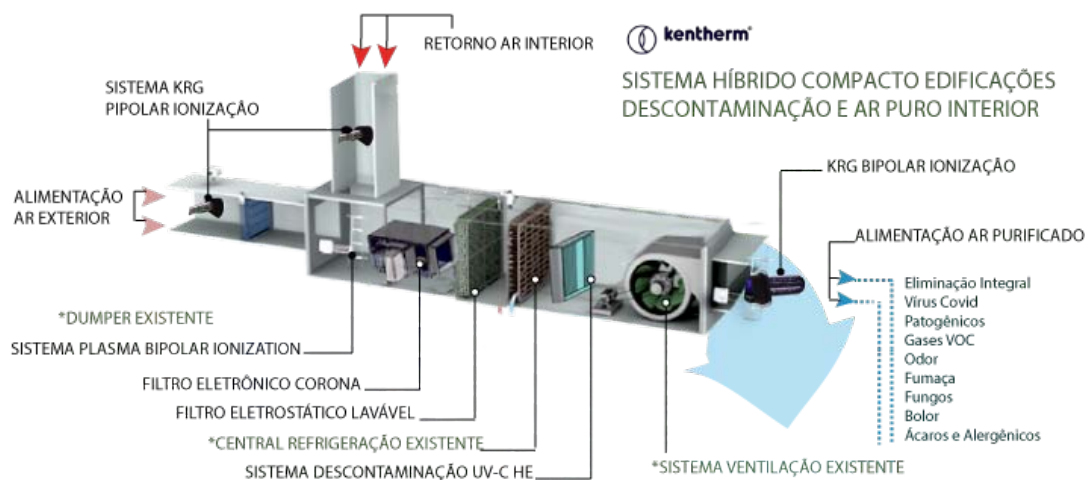 RETORNO AR INTERIOR
kentherm®
SISTEMA HÍBRIDO COMPACTO EDIFICAÇÕES
DESCONTAMINAÇÃO E AR PURO INTERIOR
SISTEMA KRG
PIPOLAR IONIZAÇÃO
KRG BIPOLAR IONIZAÇÃO
ALIMENTAÇÃO
AR EXTERIOR
ALIMENTAÇÃO AR PURIFICADO
Eliminação Integral
Vírus Covid
Patogênicos
Gases VOC
Odor
Fumaça
Fungos
Bolor
Ácaros e Alergênicos
*DUMPER EXISTENTE
SISTEMA PLASMA BIPOLAR IONIZATION
FILTRO ELETRÔNICO CORONA
FILTRO ELETROSTÁTICO LAVÁVEL
*CENTRAL REFRIGERAÇÃO EXISTENTE
SISTEMA DESCONTAMINAÇÃO UV-C HE
*SISTEMA VENTILAÇÃO EXISTENTE